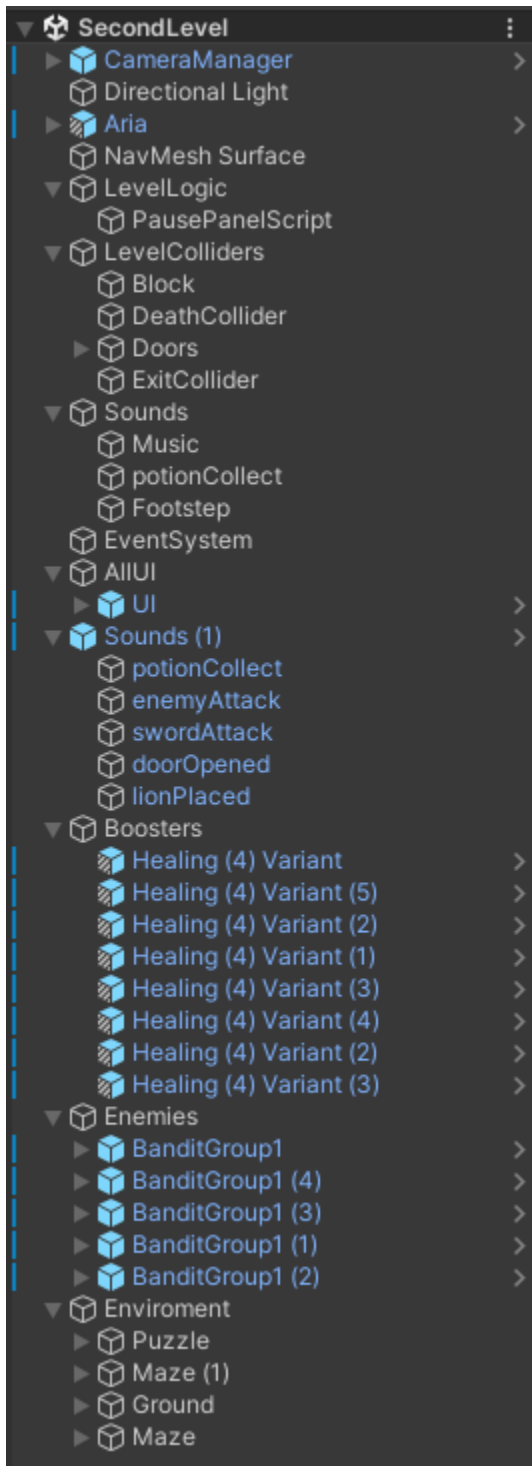 SecondLevel
CameraManager
Directional Light
Aria
NavMesh Surface
LevelLogic
PausePanelScript
LevelColliders
Block
DeathCollider
Doors
ExitCollider
Sounds
Music
potionCollect
Footstep
EventSystem
AllUI
UI
Sounds (1)
potionCollect
enemyAttack
swordAttack
doorOpened
lionPlaced
Boosters
Healing (4) Variant
Healing (4) Variant (5)
Healing (4) Variant (2)
Healing (4) Variant (1)
Healing (4) Variant (3)
Healing (4) Variant (4)
Healing (4) Variant (2)
Healing (4) Variant (3)
Enemies
BanditGroup1
BanditGroup1 (4)
BanditGroup1 (3)
BanditGroup1 (1)
BanditGroup1 (2)
Enviroment
Puzzle
Maze (1)
Ground
Maze